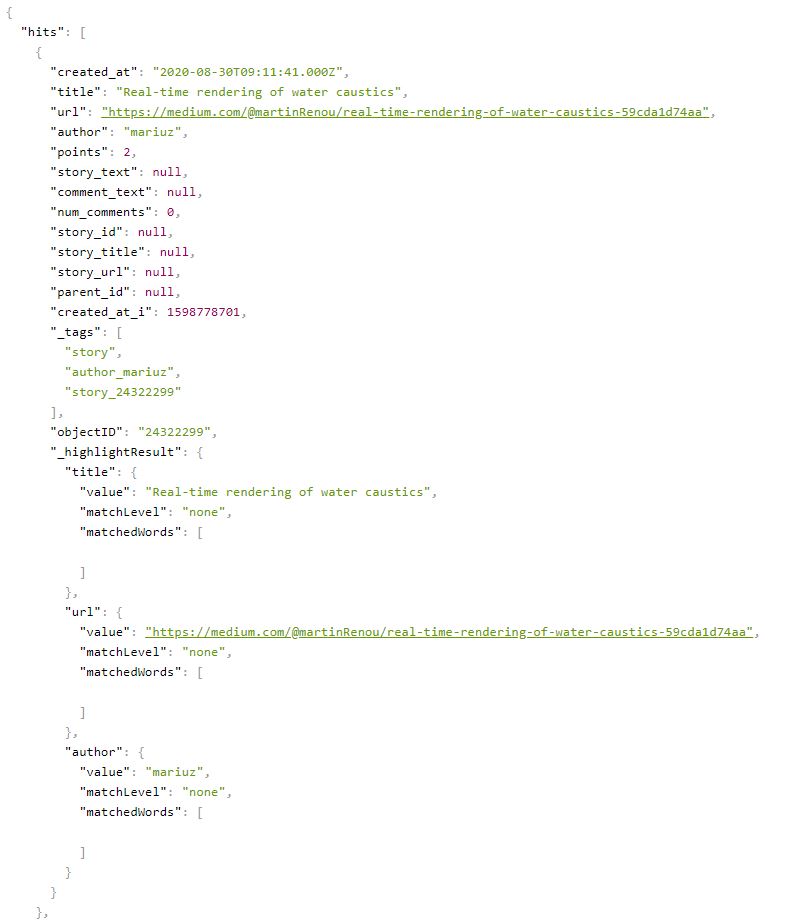 {
  "hits": [
    {
      "created_at": "2020-08-30T09:11:41.000Z",
      "title": "Real-time rendering of water caustics",
      "url": "https://medium.com/@martinRenou/real-time-rendering-of-water-caustics-59cda1d74aa",
      "author": "mariuz",
      "points": 2,
      "story_text": null,
      "comment_text": null,
      "num_comments": 0,
      "story_id": null,
      "story_title": null,
      "story_url": null,
      "parent_id": null,
      "created_at_i": 1598778701,
      "_tags": [
        "story",
        "author_mariuz",
        "story_24322299"
      ],
      "objectID": "24322299",
      "_highlightResult": {
        "title": {
          "value": "Real-time rendering of water caustics",
          "matchLevel": "none",
          "matchedWords": [

          ]
        },
        "url": {
          "value": "https://medium.com/@martinRenou/real-time-rendering-of-water-caustics-59cda1d74aa",
          "matchLevel": "none",
          "matchedWords": [

          ]
        },
        "author": {
          "value": "mariuz",
          "matchLevel": "none",
          "matchedWords": [

          ]
        }
      }
    },